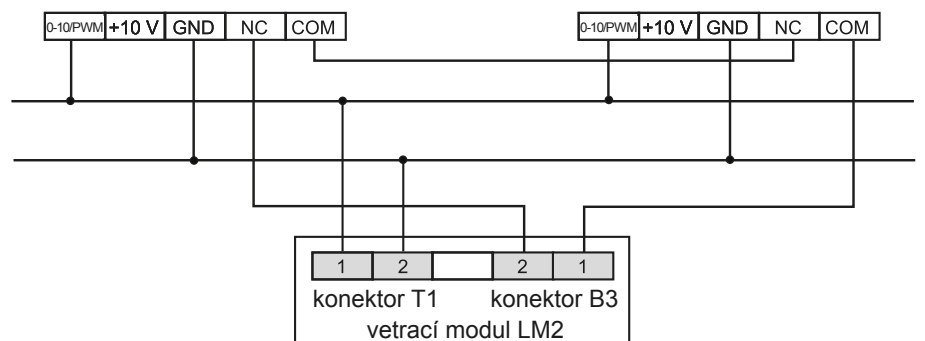 0-10/PWM +10 V GND NC COM 0-10/PWM +10 V GND NC COM
1 2 2 1
konektor T1 konektor B3
vetrací modul LM2